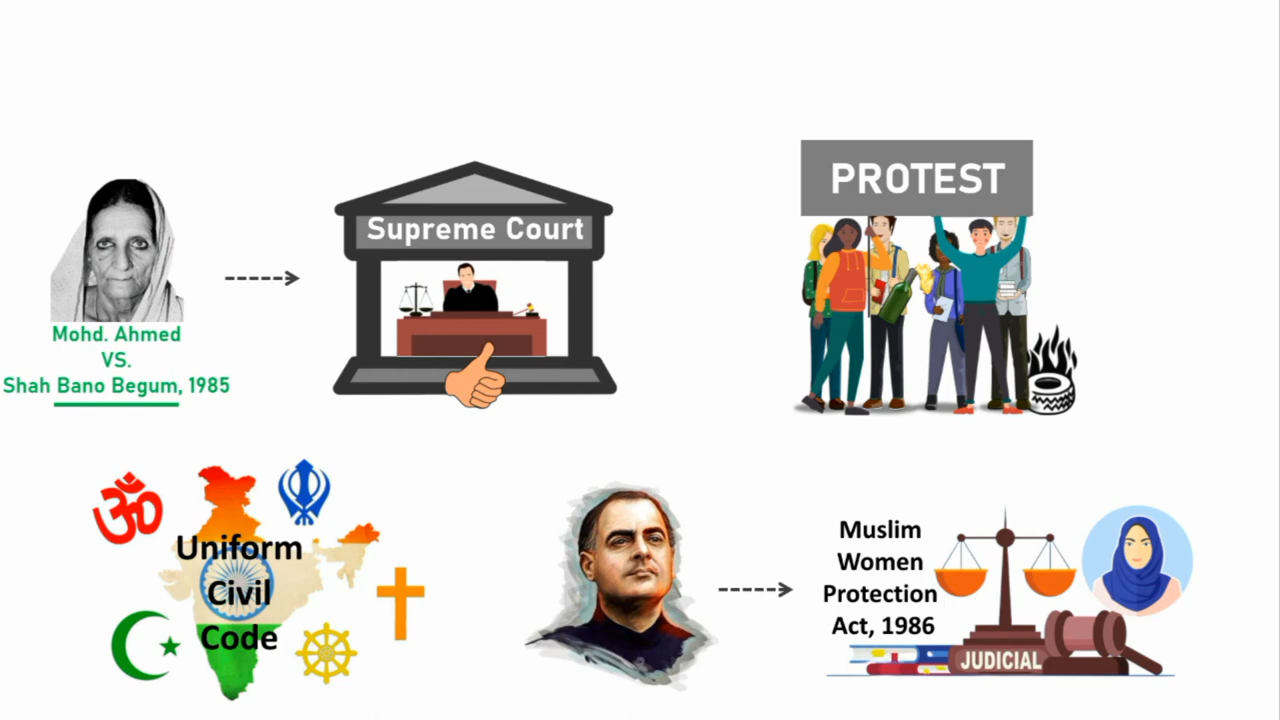 Supreme Court
PROTEST
Mohd. Ahmed
VS.
Shah Bano Begum, 1985
Uniform
Civil
Code
Muslim
Women
Protection
Act, 1986
JUDICIAL